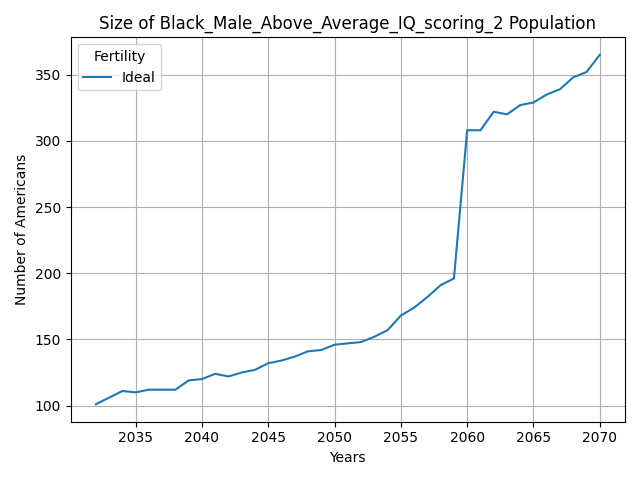 Size of Black_Male_Above_Average_IQ_scoring_2 Population
Fertility
Ideal
Number of Americans
350
300
250
200
150
100
2035 2040 2045 2050 2055 2060 2065 2070
Years